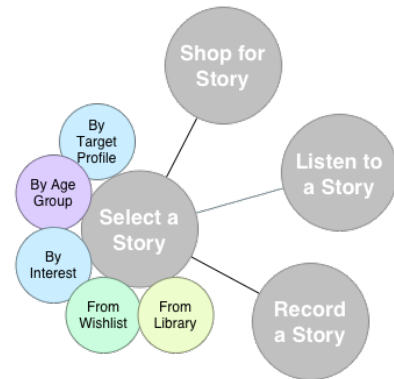 Shop for
Story
By
Target
Profile
Listen to
a Story
By Age
Group
Select a
Story
By
Interest
From
Wishlist
From
Library
Record
a Story